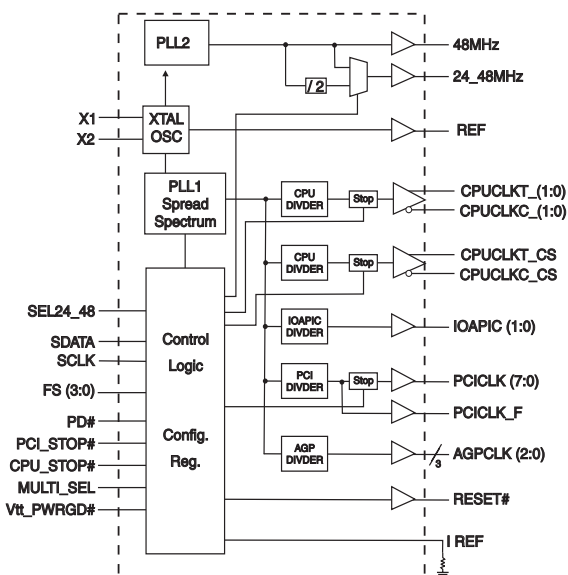 PLL2
48MHz
/ 2
24_48MHz
X1
X2
XTAL
OSC
REF
PLL1
Spread
Spectrum
CPU
DIVDER
Stop
CPUCLKT_(1:0)
CPUCLKC_(1:0)
CPU
DIVDER
Stop
CPUCLKT_CS
CPUCLKC_CS
SEL24_48
SDATA
SCLK
FS (3:0)
PD#
PCI_STOP#
CPU_STOP#
MULTI_SEL
Vtt_PWRGD#
Control
Logic
Config.
Reg.
IOAPIC
DIVDER
IOAPIC (1:0)
PCI
DIVDER
Stop
PCICLK (7:0)
PCICLK_F
AGP
DIVDER
3
AGPCLK (2:0)
RESET#
I REF